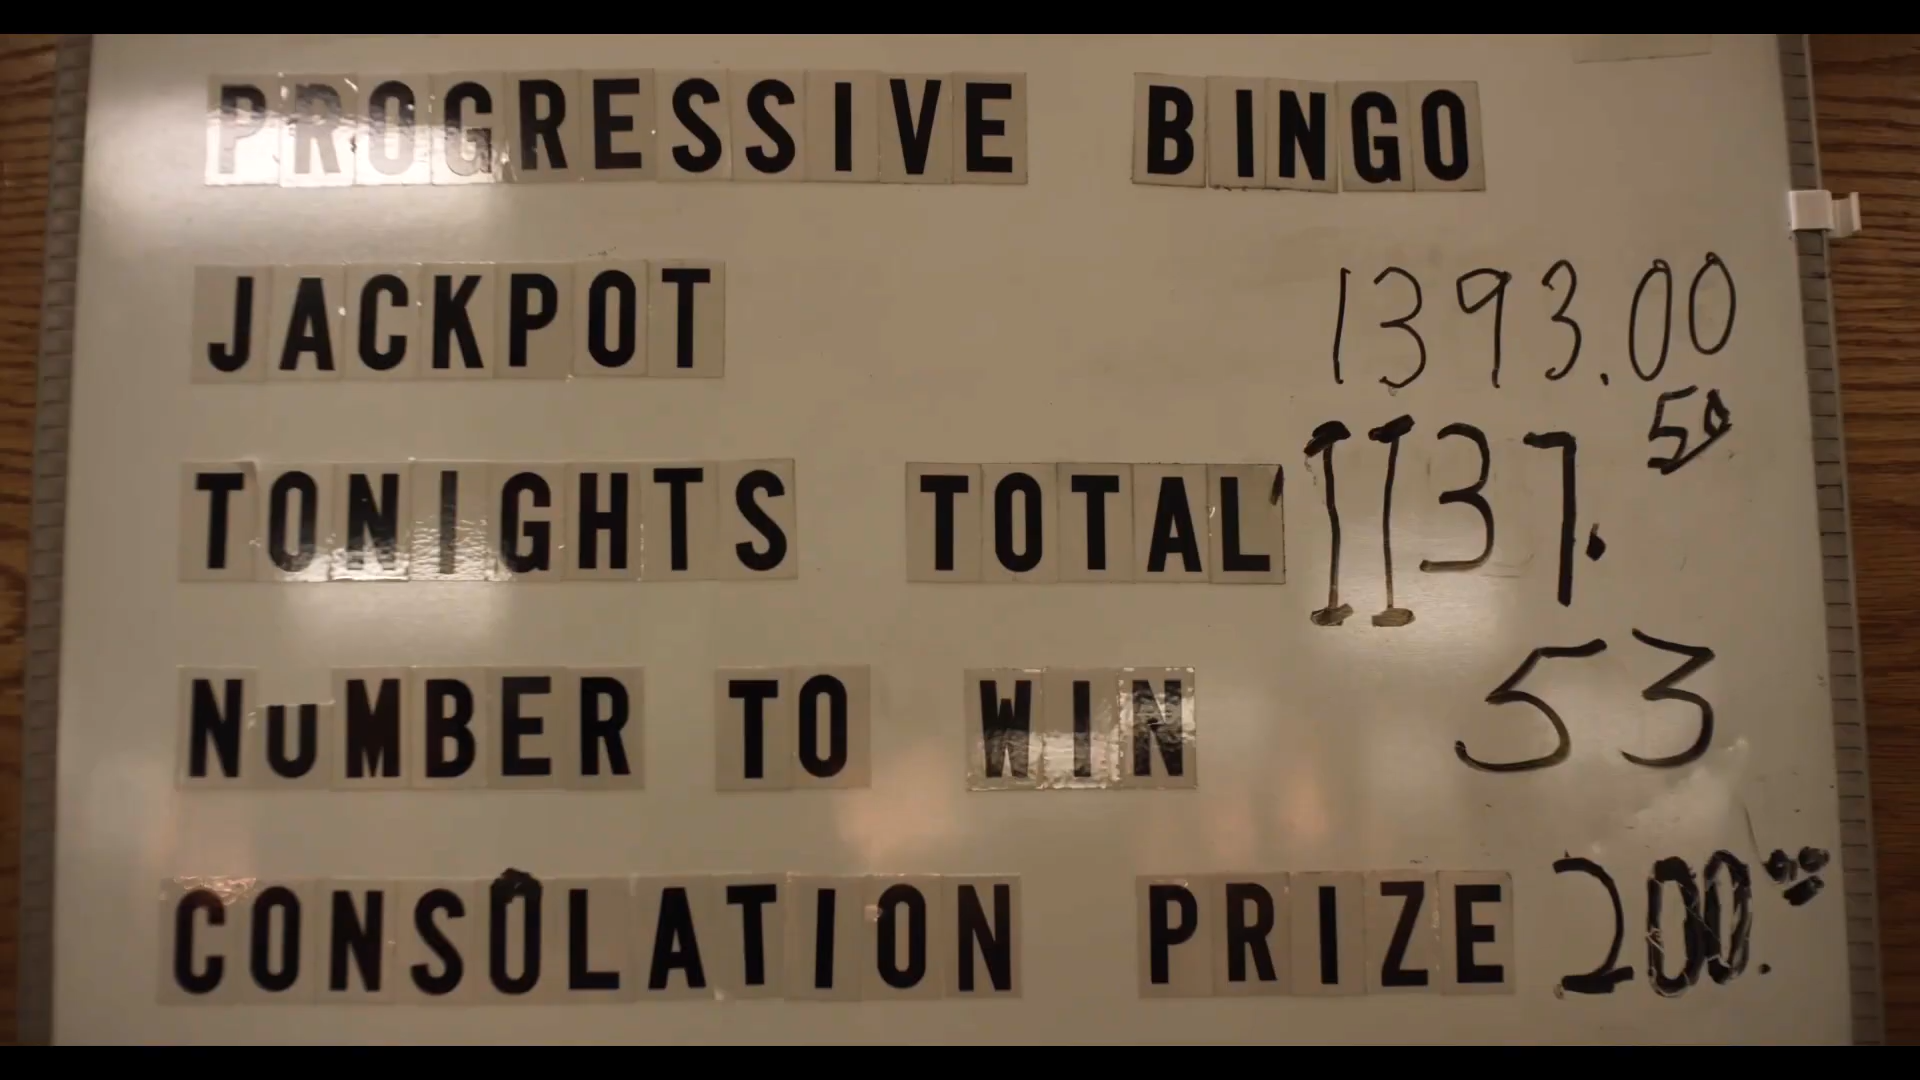 PROGRESSIVE BINGO
JACKPOT 1393.00
TONIGHTS TOTAL 1137.50
NuMBER TO WIN 53
CONSOLATION PRIZE 200.00